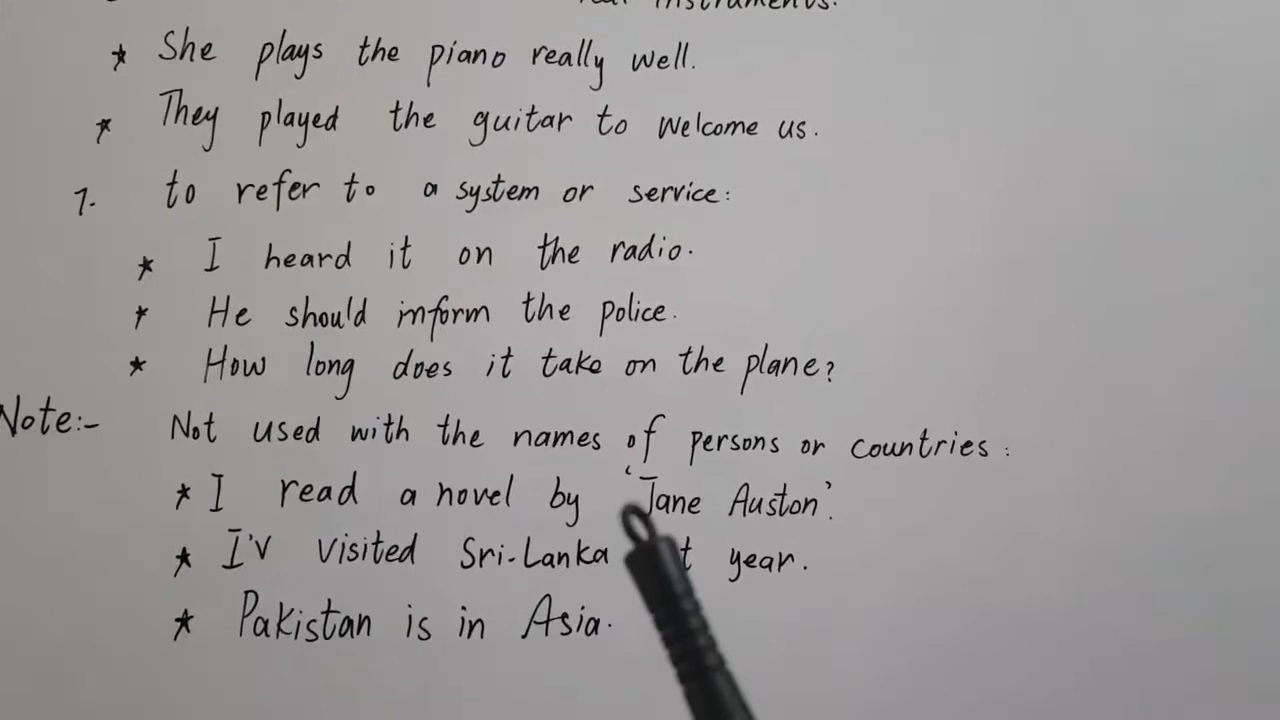 instruments.
* She plays the piano really well.
* They played the guitar to welcome us.
7. to refer to a system or service:
* I heard it on the radio.
* He should inform the police.
* How long does it take on the plane?
Note:- Not used with the names of persons or countries:
* I read a novel by 'Jane Auston'.
* I'v visited Sri-Lanka year.
* Pakistan is in Asia.